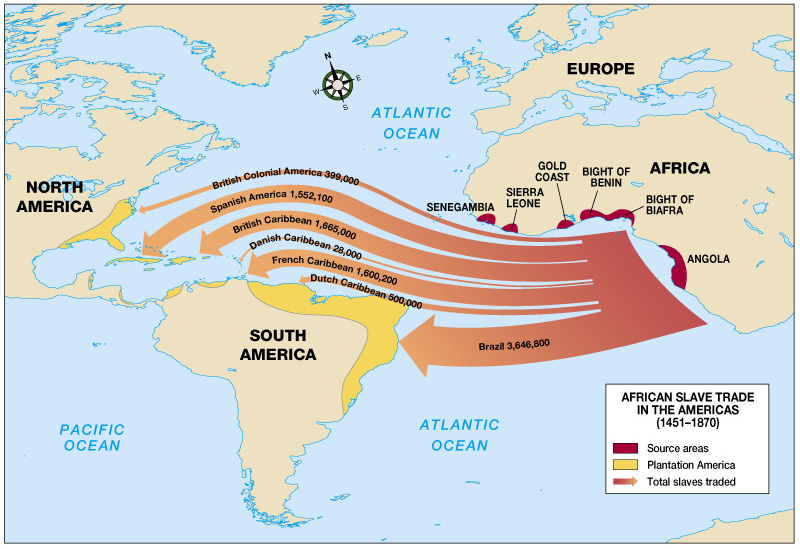 N
W
E
S
EUROPE
ATLANTIC
OCEAN
NORTH
AMERICA
British Colonial America 399,000
Spanish America 1,552,100
British Caribbean 1,665,000
Danish Caribbean 28,000
French Caribbean 1,600,200
Dutch Caribbean 500,000
Brazil 3,646,800
SENEGAMBIA
SIERRA
LEONE
GOLD
COAST
BIGHT OF
BENIN
AFRICA
BIGHT OF
BIAFRA
ANGOLA
SOUTH
AMERICA
PACIFIC
OCEAN
ATLANTIC
OCEAN
AFRICAN SLAVE TRADE
IN THE AMERICAS
(1451–1870)
Source areas
Plantation America
Total slaves traded